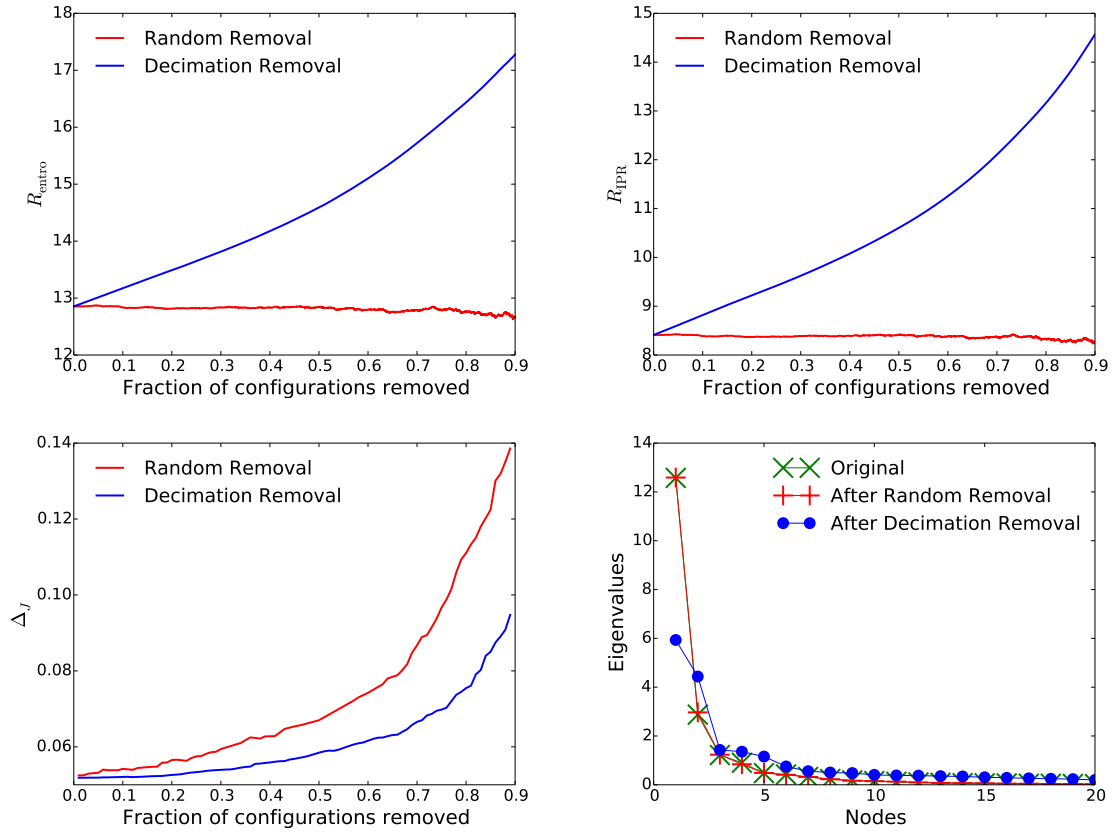 18
17
16
15
14
13
12
R_entro
Random Removal
Decimation Removal
0.0 0.1 0.2 0.3 0.4 0.5 0.6 0.7 0.8 0.9
Fraction of configurations removed
15
14
13
12
11
10
9
8
R_IPR
Random Removal
Decimation Removal
0.0 0.1 0.2 0.3 0.4 0.5 0.6 0.7 0.8 0.9
Fraction of configurations removed
0.14
0.12
0.10
0.08
0.06
Δ_J
Random Removal
Decimation Removal
0.0 0.1 0.2 0.3 0.4 0.5 0.6 0.7 0.8 0.9
Fraction of configurations removed
14
12
10
8
6
4
2
0
Eigenvalues
Original
After Random Removal
After Decimation Removal
0 5 10 15 20
Nodes